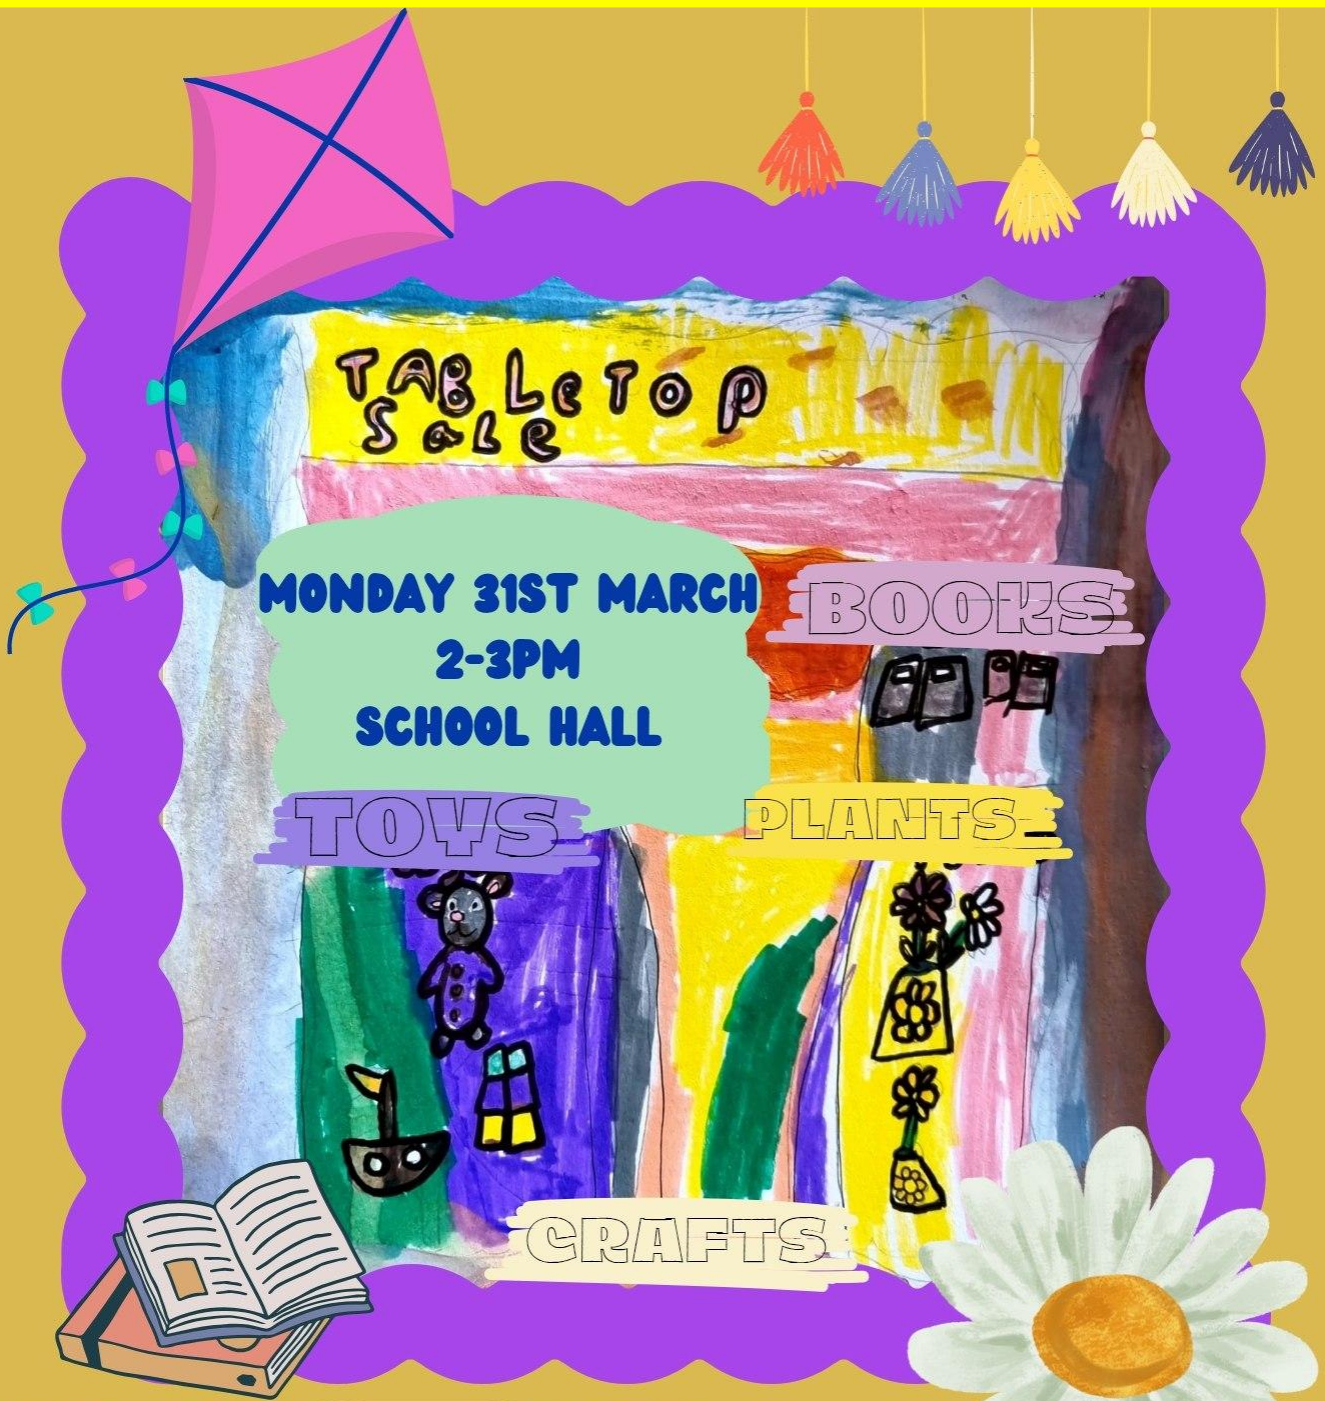 TABLeTOP
SaLe
MONDAY 31ST MARCH
2-3PM
SCHOOL HALL
BOOKS
TOYS
PLANTS
CRAFTS